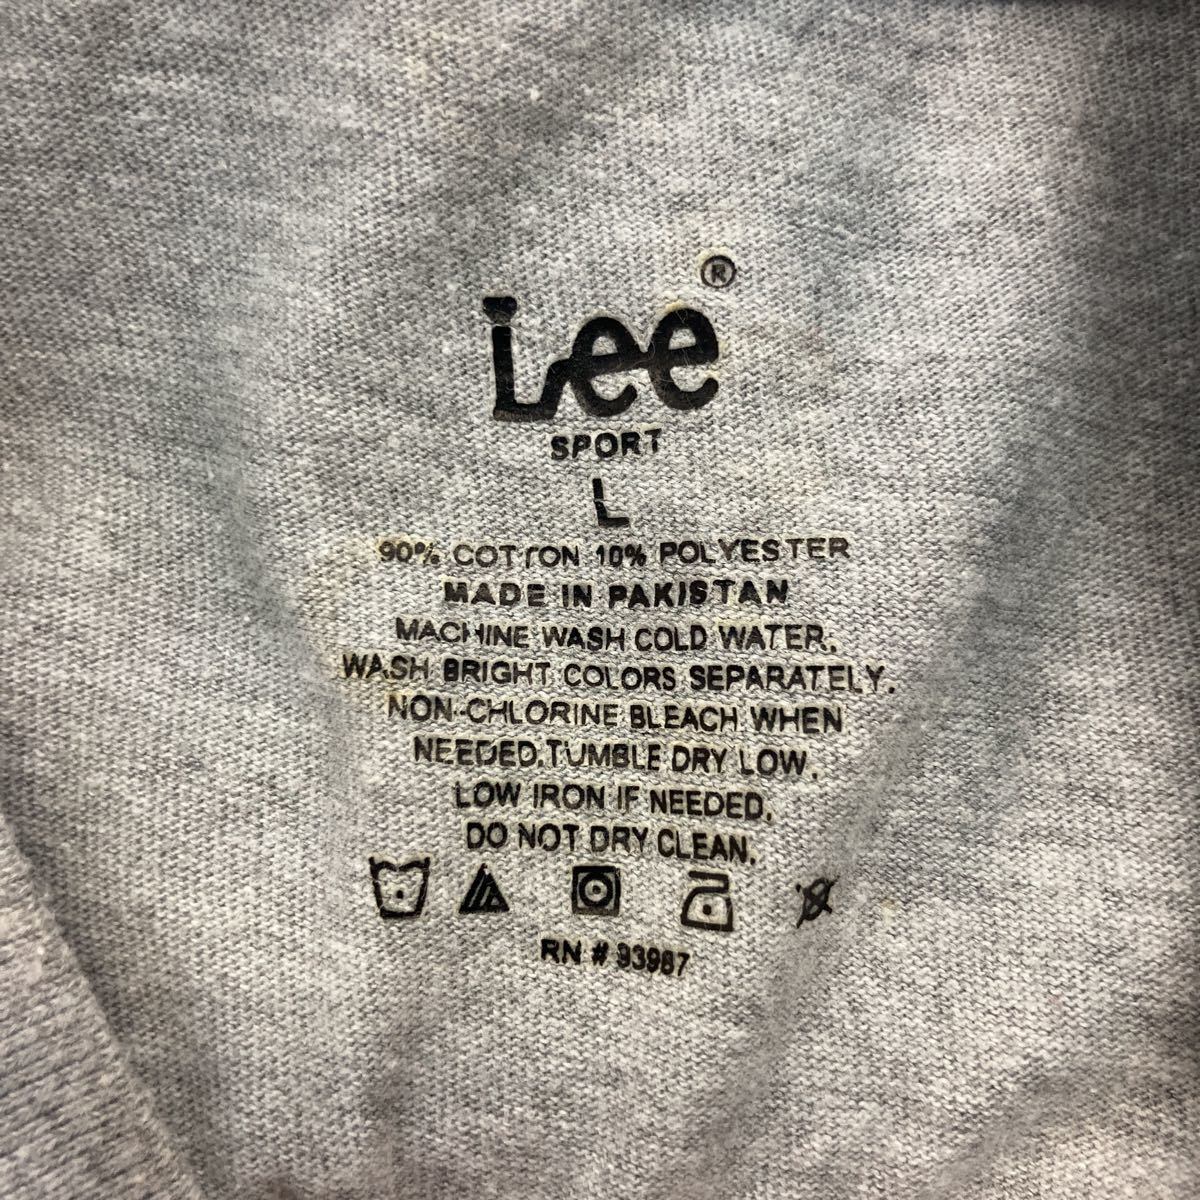 Lee®
SPORT
L
90% COTTON 10% POLYESTER
MADE IN PAKISTAN
MACHINE WASH COLD WATER.
WASH BRIGHT COLORS SEPARATELY.
NON-CHLORINE BLEACH WHEN
NEEDED.TUMBLE DRY LOW.
LOW IRON IF NEEDED.
DO NOT DRY CLEAN.
RN # 93987